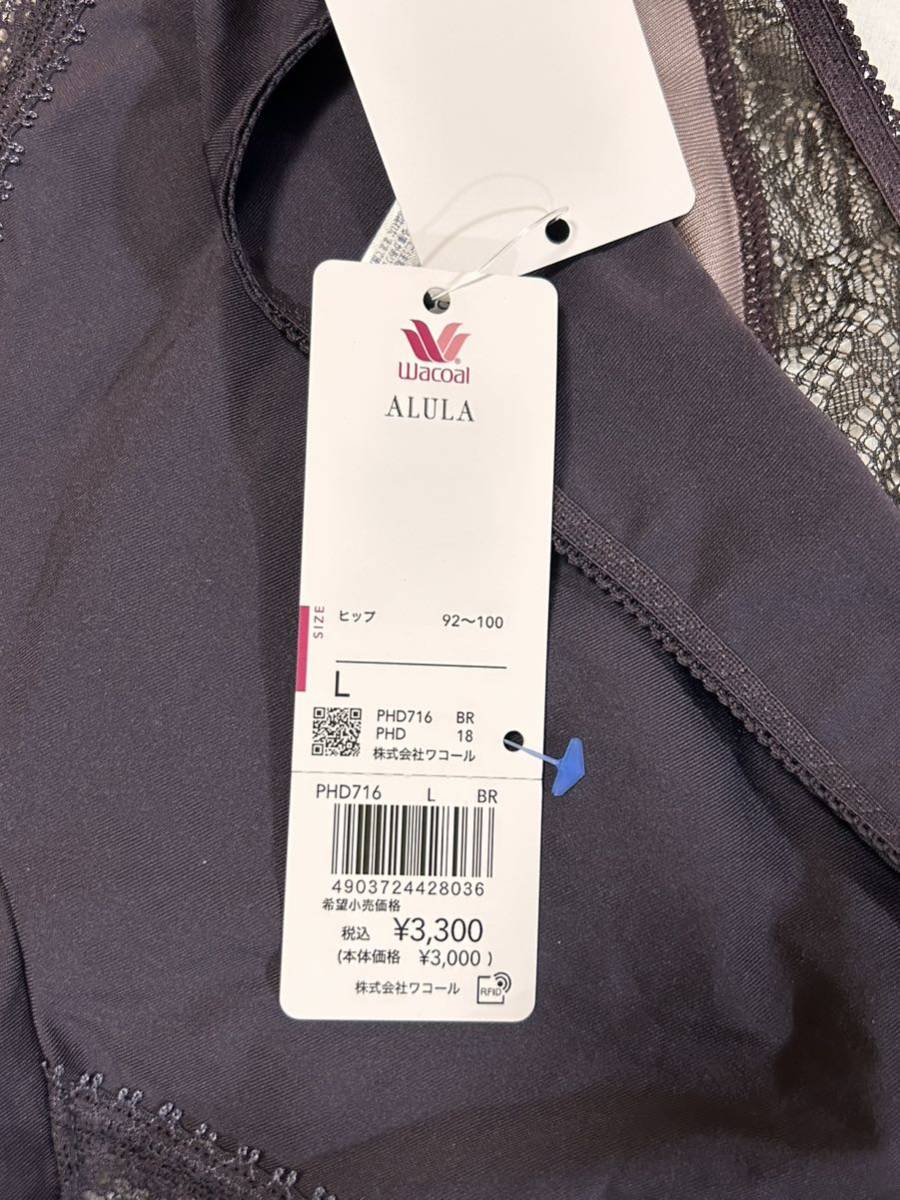 Wacoal
ALULA
SIZE
ヒップ 92～100
L
PHD716 BR
PHD 18
株式会社ワコール
PHD716 L BR
4903724428036
希望小売価格
税込 ¥3,300
(本体価格 ¥3,000 )
株式会社ワコール
RFID